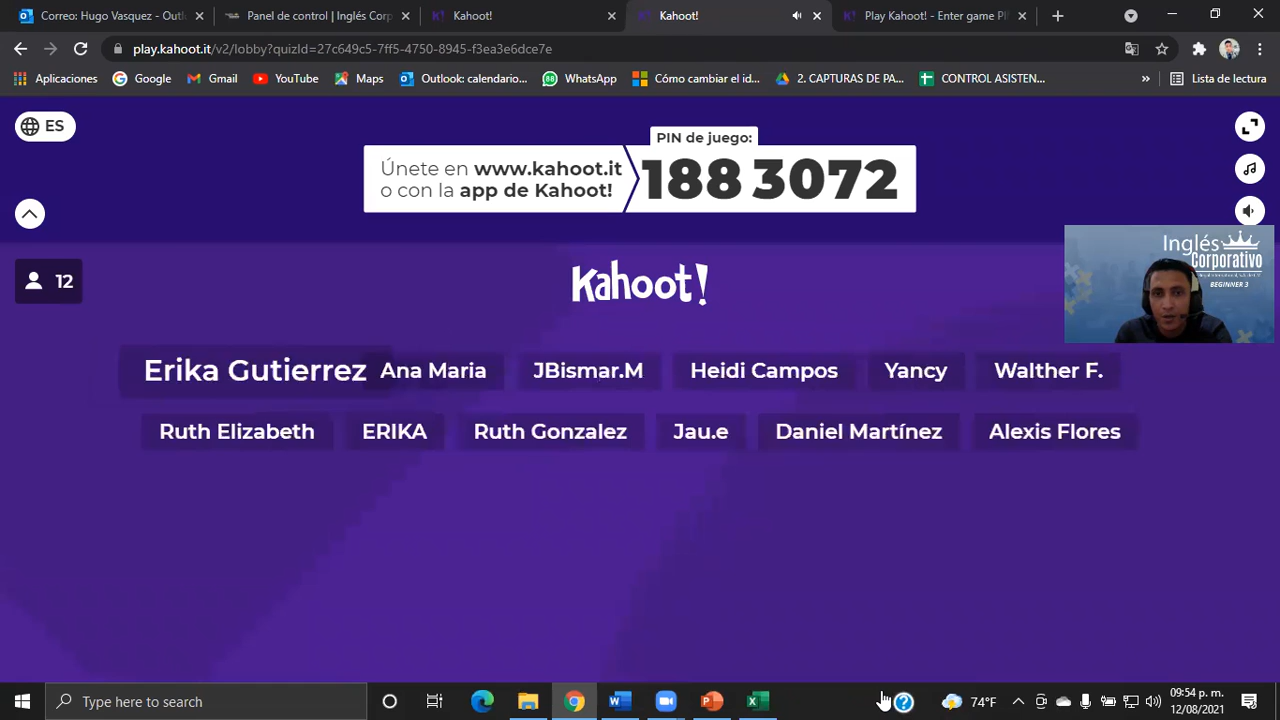 Correo: Hugo Vasquez - Outl
Panel de control | Inglés Corp
Kahoot!
Kahoot!
Play Kahoot! - Enter game PI
play.kahoot.it/v2/lobby?quizId=27c649c5-7ff5-4750-8945-f3ea3e6dce7e
Aplicaciones
Google
Gmail
YouTube
Maps
Outlook: calendario...
WhatsApp
Cómo cambiar el id...
2. CAPTURAS DE PA...
CONTROL ASISTEN...
»
Lista de lectura
ES
PIN de juego:
Únete en www.kahoot.it
o con la app de Kahoot!
188 3072
12
Kahoot!
Inglés
Corporativo
BEGINNER 3
Erika Gutierrez Ana Maria JBismar.M Heidi Campos Yancy Walther F.
Ruth Elizabeth ERIKA Ruth Gonzalez Jau.e Daniel Martínez Alexis Flores
Type here to search
74°F
09:54 p. m.
12/08/2021